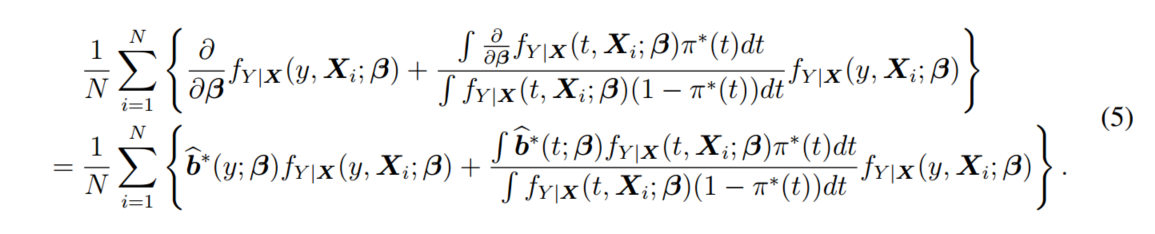 \frac{1}{N} \sum_{i=1}^{N} \left\{ \frac{\partial}{\partial \boldsymbol{\beta}} f_{Y|\boldsymbol{X}}(y, \boldsymbol{X}_i; \boldsymbol{\beta}) + \frac{\int \frac{\partial}{\partial \boldsymbol{\beta}} f_{Y|\boldsymbol{X}}(t, \boldsymbol{X}_i; \boldsymbol{\beta}) \pi^*(t) dt}{\int f_{Y|\boldsymbol{X}}(t, \boldsymbol{X}_i; \boldsymbol{\beta})(1 - \pi^*(t)) dt} f_{Y|\boldsymbol{X}}(y, \boldsymbol{X}_i; \boldsymbol{\beta}) \right\}
(5)
= \frac{1}{N} \sum_{i=1}^{N} \left\{ \widehat{\boldsymbol{b}}^*(y; \boldsymbol{\beta}) f_{Y|\boldsymbol{X}}(y, \boldsymbol{X}_i; \boldsymbol{\beta}) + \frac{\int \widehat{\boldsymbol{b}}^*(t; \boldsymbol{\beta}) f_{Y|\boldsymbol{X}}(t, \boldsymbol{X}_i; \boldsymbol{\beta}) \pi^*(t) dt}{\int f_{Y|\boldsymbol{X}}(t, \boldsymbol{X}_i; \boldsymbol{\beta})(1 - \pi^*(t)) dt} f_{Y|\boldsymbol{X}}(y, \boldsymbol{X}_i; \boldsymbol{\beta}) \right\} .